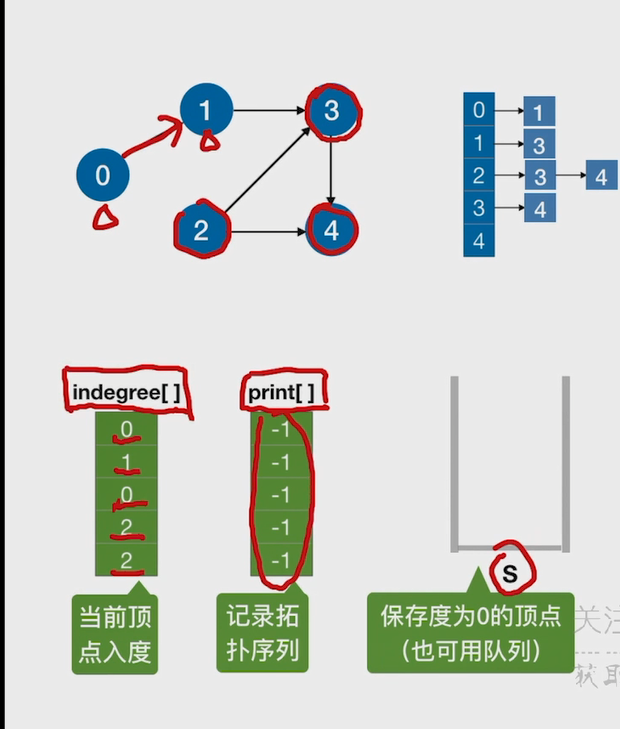 1
3
0
2
4
0
1
1
3
2
3
4
3
4
4
indegree[ ]
print[ ]
0
-1
1
-1
0
-1
2
-1
2
-1
S
当前顶
点入度
记录拓
扑序列
保存度为0的顶点
（也可用队列）
关注
获取